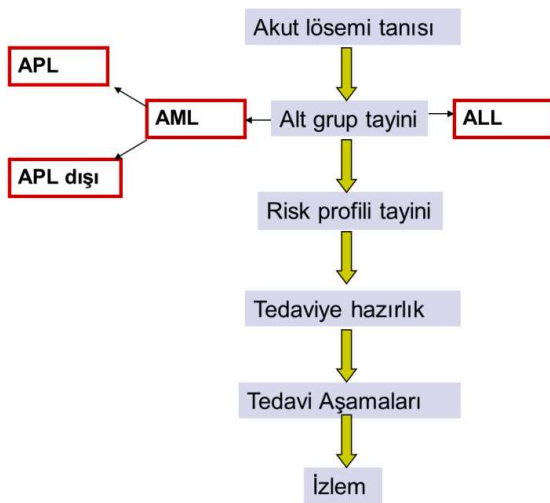 Akut lösemi tanısı
APL
AML
Alt grup tayini
ALL
APL dışı
Risk profili tayini
Tedaviye hazırlık
Tedavi Aşamaları
İzlem